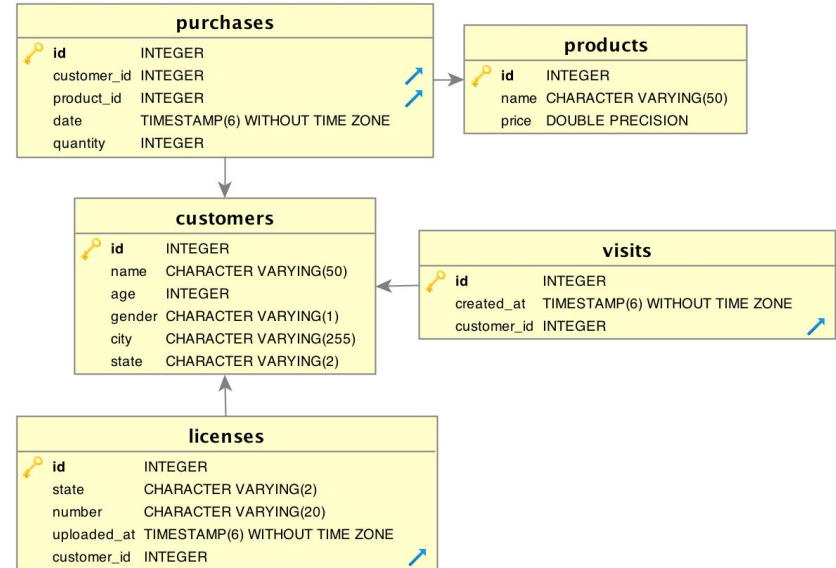 purchases
id INTEGER
customer_id INTEGER
product_id INTEGER
date TIMESTAMP(6) WITHOUT TIME ZONE
quantity INTEGER
products
id INTEGER
name CHARACTER VARYING(50)
price DOUBLE PRECISION
customers
id INTEGER
name CHARACTER VARYING(50)
age INTEGER
gender CHARACTER VARYING(1)
city CHARACTER VARYING(255)
state CHARACTER VARYING(2)
visits
id INTEGER
created_at TIMESTAMP(6) WITHOUT TIME ZONE
customer_id INTEGER
licenses
id INTEGER
state CHARACTER VARYING(2)
number CHARACTER VARYING(20)
uploaded_at TIMESTAMP(6) WITHOUT TIME ZONE
customer_id INTEGER